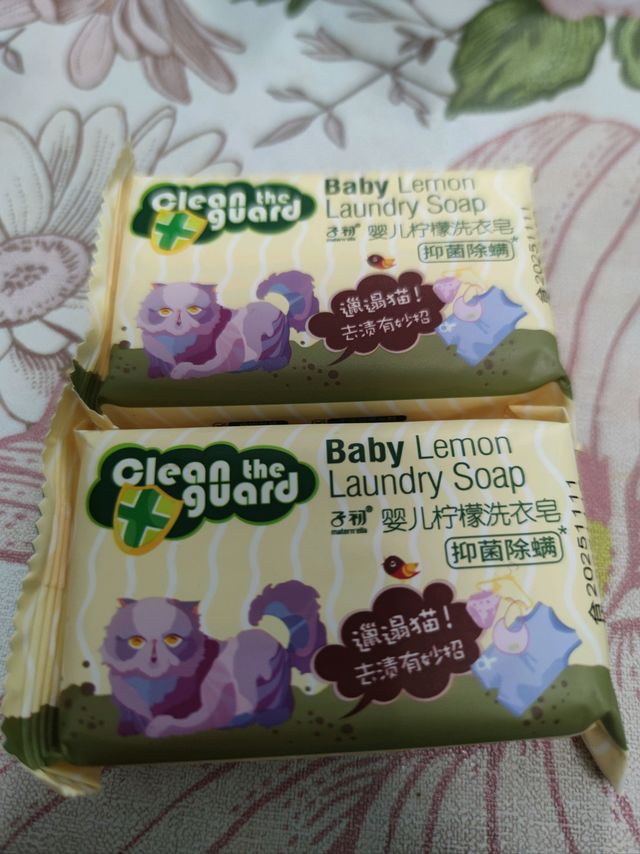 Clean the
guard
Baby Lemon
Laundry Soap
子初 婴儿柠檬洗衣皂
抑菌除螨*
邋遢猫!
去渍有妙招
20251111
Clean the
guard
Baby Lemon
Laundry Soap
子初® 婴儿柠檬洗衣皂
抑菌除螨*
邋遢猫!
去渍有妙招
20251111